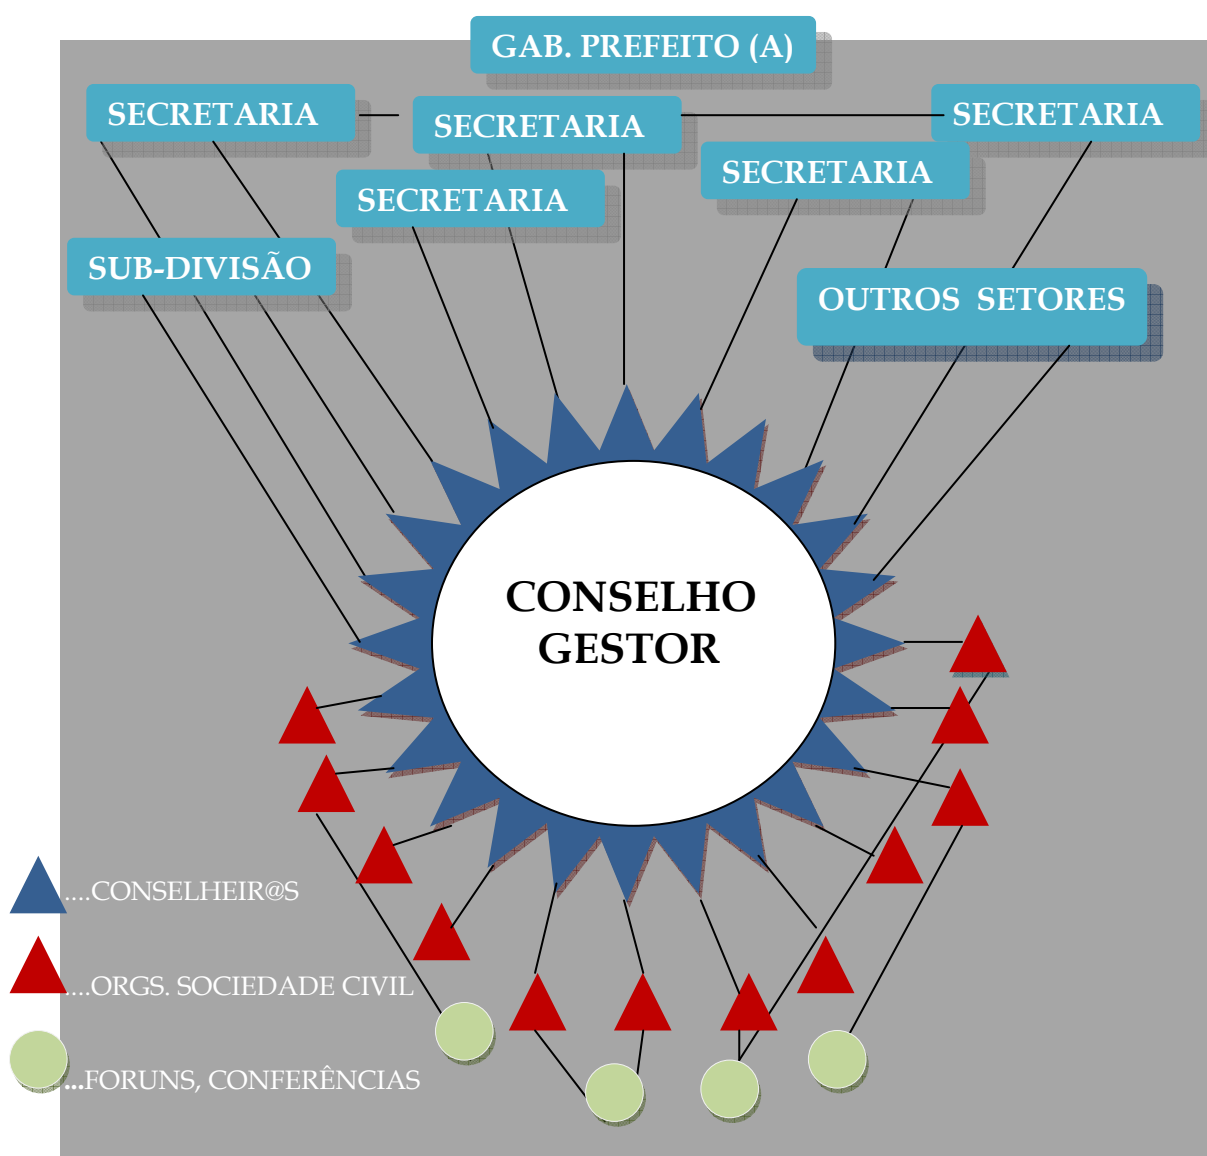 GAB. PREFEITO (A)
SECRETARIA
SECRETARIA
SECRETARIA
SECRETARIA
SECRETARIA
SUB-DIVISÃO
OUTROS SETORES
CONSELHO
GESTOR
....CONSELHEIR@S
....ORGS. SOCIEDADE CIVIL
...FORUNS, CONFERÊNCIAS